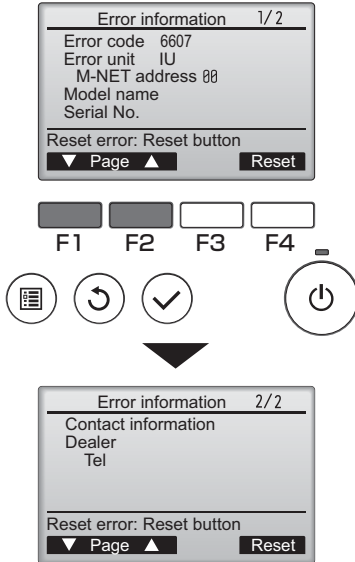 Error information 1/2
Error code 6607
Error unit IU
M-NET address 00
Model name
Serial No.
Reset error: Reset button
▼ Page ▲ Reset
F1 F2 F3 F4
Error information 2/2
Contact information
Dealer
Tel
Reset error: Reset button
▼ Page ▲ Reset